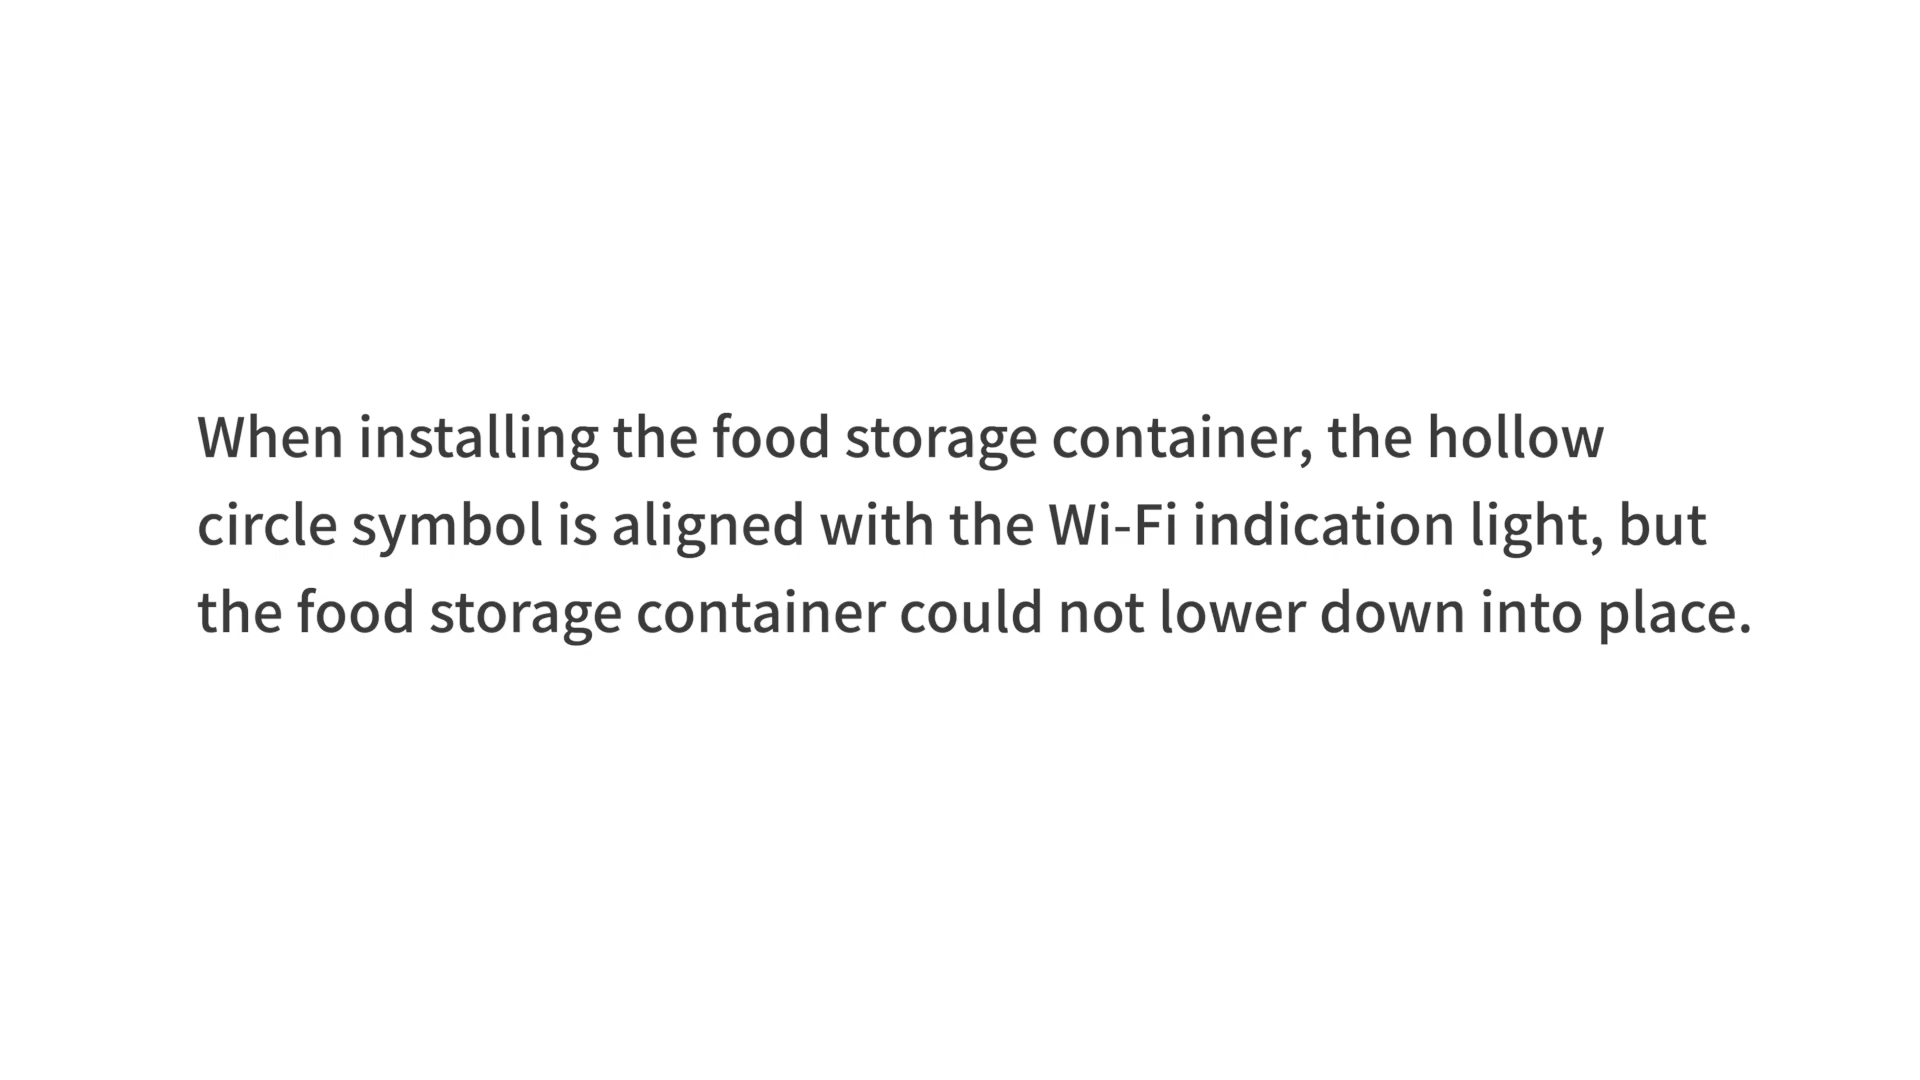 When installing the food storage container, the hollow
circle symbol is aligned with the Wi-Fi indication light, but
the food storage container could not lower down into place.